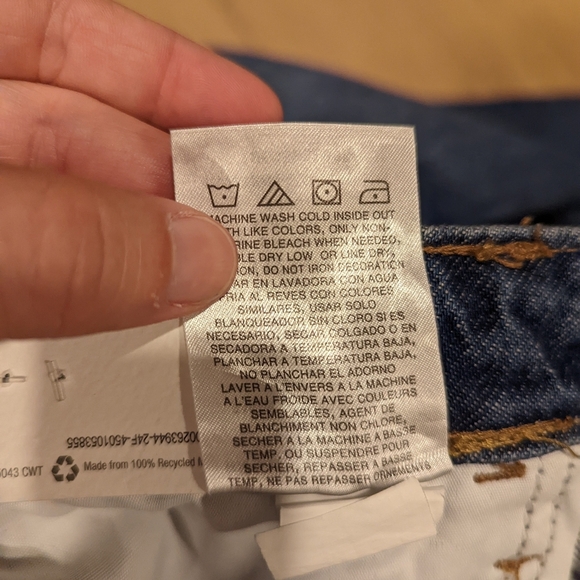 MACHINE WASH COLD INSIDE OUT
WITH LIKE COLORS, ONLY NON-
BLEACH WHEN NEEDED,
DRY LOW OR LINE DRY,
DO NOT IRON DECORATION
EN LAVADORA CON AGUA
FRIA AL REVES CON COLORES
SIMILARES, USAR SOLO
BLANQUEADOR SIN CLORO SI ES
NECESARIO, SECAR COLGADO O EN
SECADORA A TEMPERATURA BAJA,
PLANCHAR A TEMPERATURA BAJA,
NO PLANCHAR EL ADORNO
LAVER A L'ENVERS A LA MACHINE
A L'EAU FROIDE AVEC COULEURS
SEMBLABLES, AGENT DE
BLANCHIMENT NON CHLORE,
SECHER A LA MACHINE A BASSE
TEMP, OU SUSPENDRE POUR
SECHER, REPASSER A BASSE
TEMP, NE PAS REPASSER ORNEMENTS
00263944-24F-4501053855
5043 CWT
Made from 100% Recycled